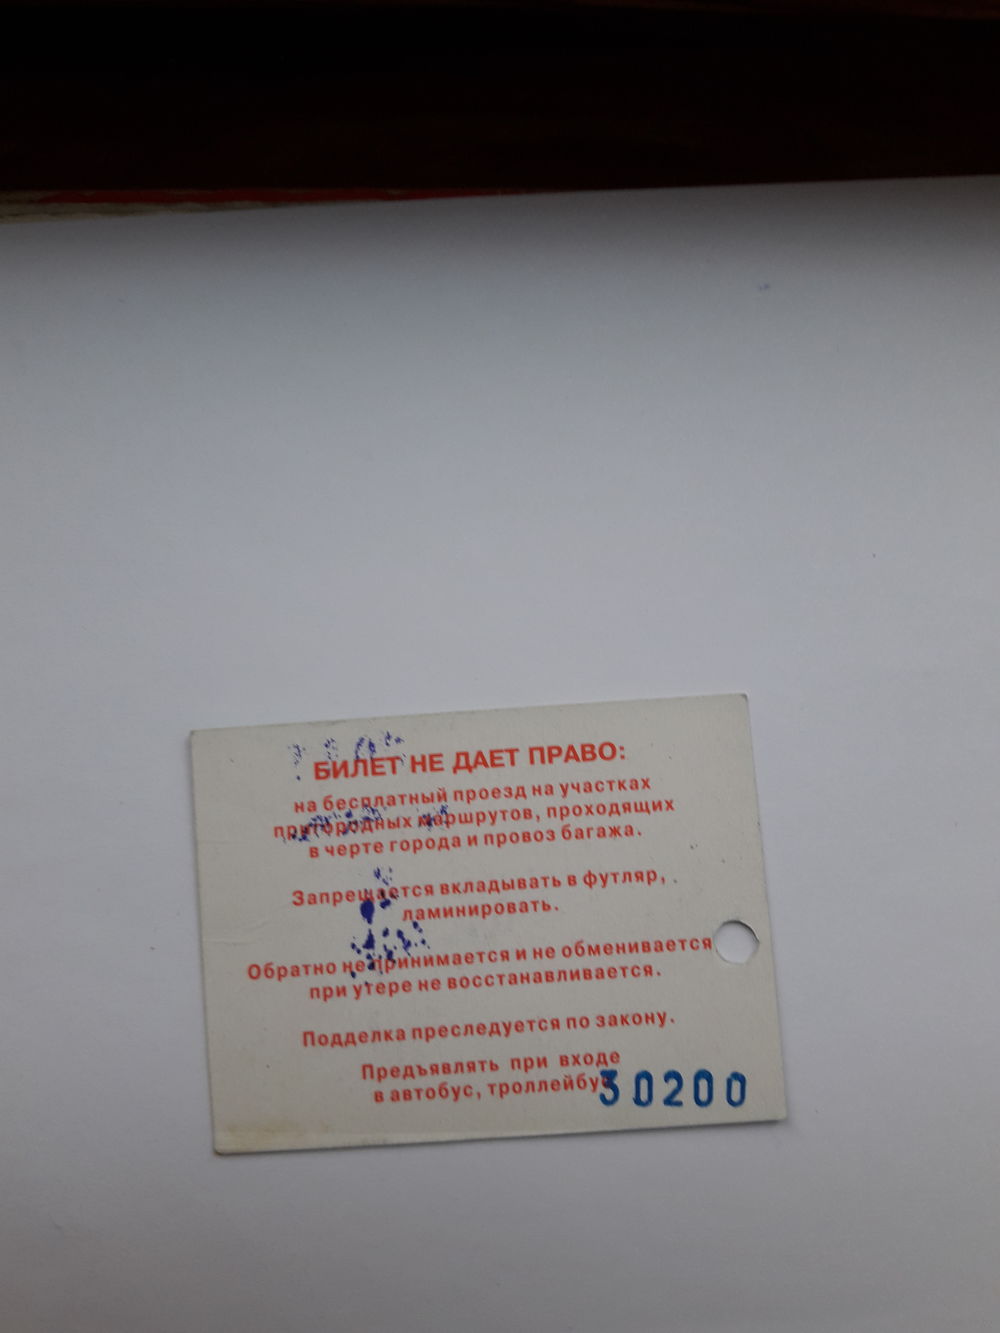 БИЛЕТ НЕ ДАЕТ ПРАВО:
на бесплатный проезд на участках
пригородных маршрутов, проходящих
в черте города и провоз багажа.
Запрещается вкладывать в футляр,
ламинировать.
Обратно не принимается и не обменивается
при утере не восстанавливается.
Подделка преследуется по закону.
Предъявлять при входе
в автобус, троллейбус
30200